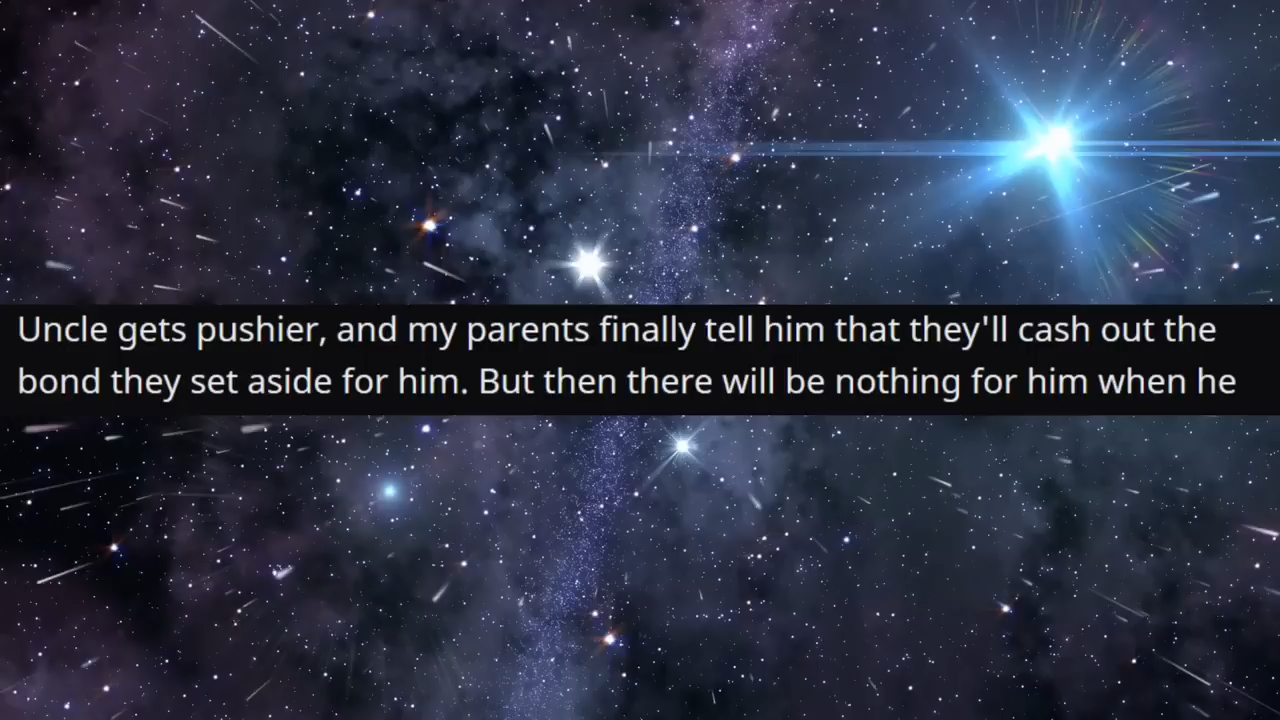 Uncle gets pushier, and my parents finally tell him that they'll cash out the
bond they set aside for him. But then there will be nothing for him when he